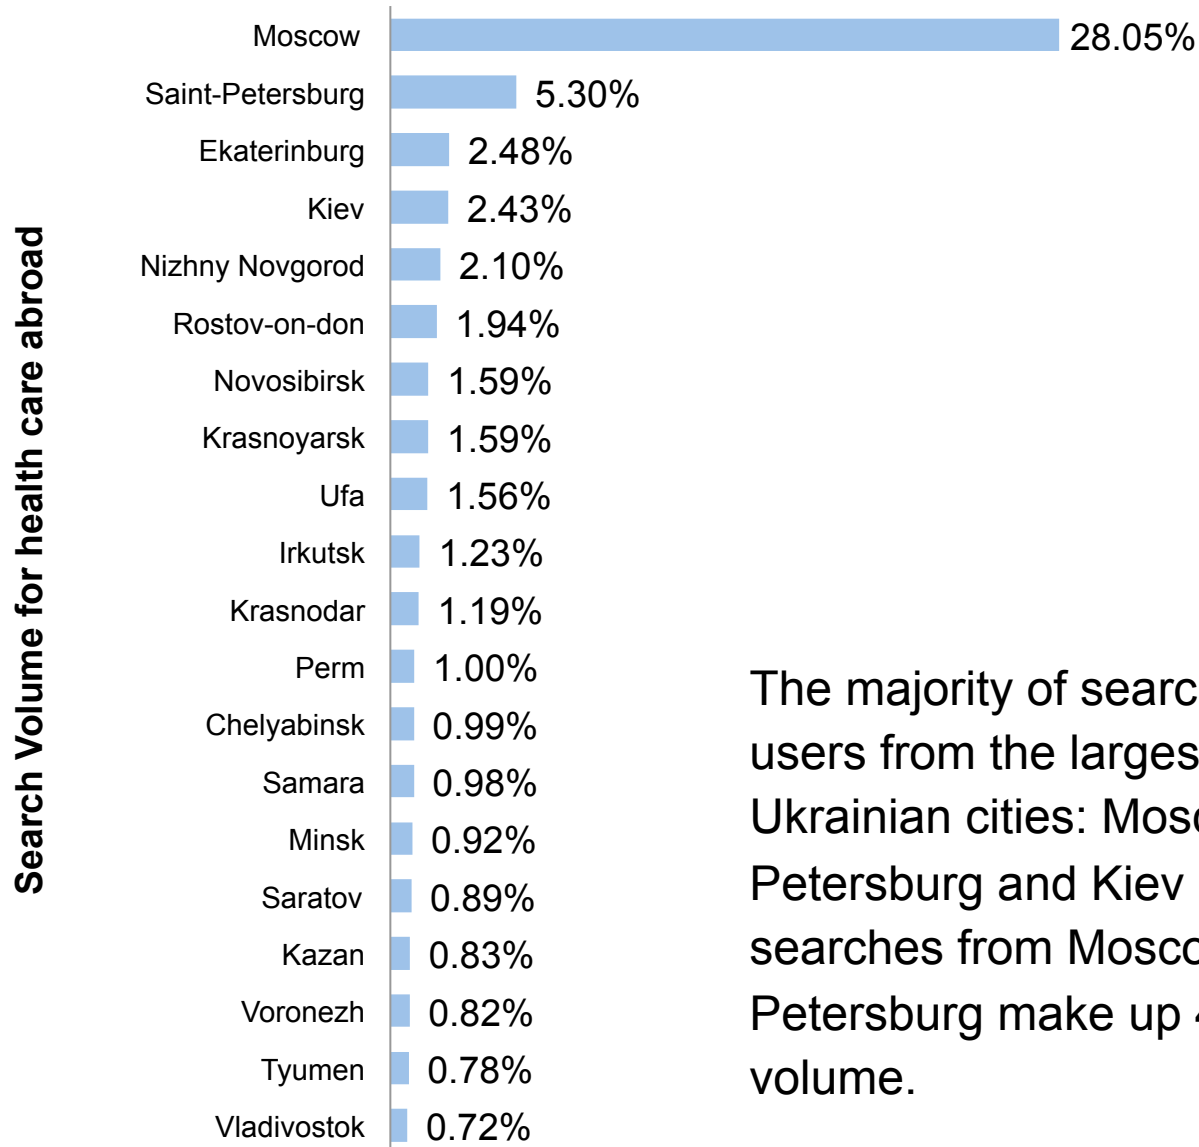 Search Volume for health care abroad
Moscow 28.05%
Saint-Petersburg 5.30%
Ekaterinburg 2.48%
Kiev 2.43%
Nizhny Novgorod 2.10%
Rostov-on-don 1.94%
Novosibirsk 1.59%
Krasnoyarsk 1.59%
Ufa 1.56%
Irkutsk 1.23%
Krasnodar 1.19%
Perm 1.00%
Chelyabinsk 0.99%
Samara 0.98%
Minsk 0.92%
Saratov 0.89%
Kazan 0.83%
Voronezh 0.82%
Tyumen 0.78%
Vladivostok 0.72%
The majority of
users from the
Ukrainian cities:
Petersburg and Kiev
searches from
Petersburg make up
volume.